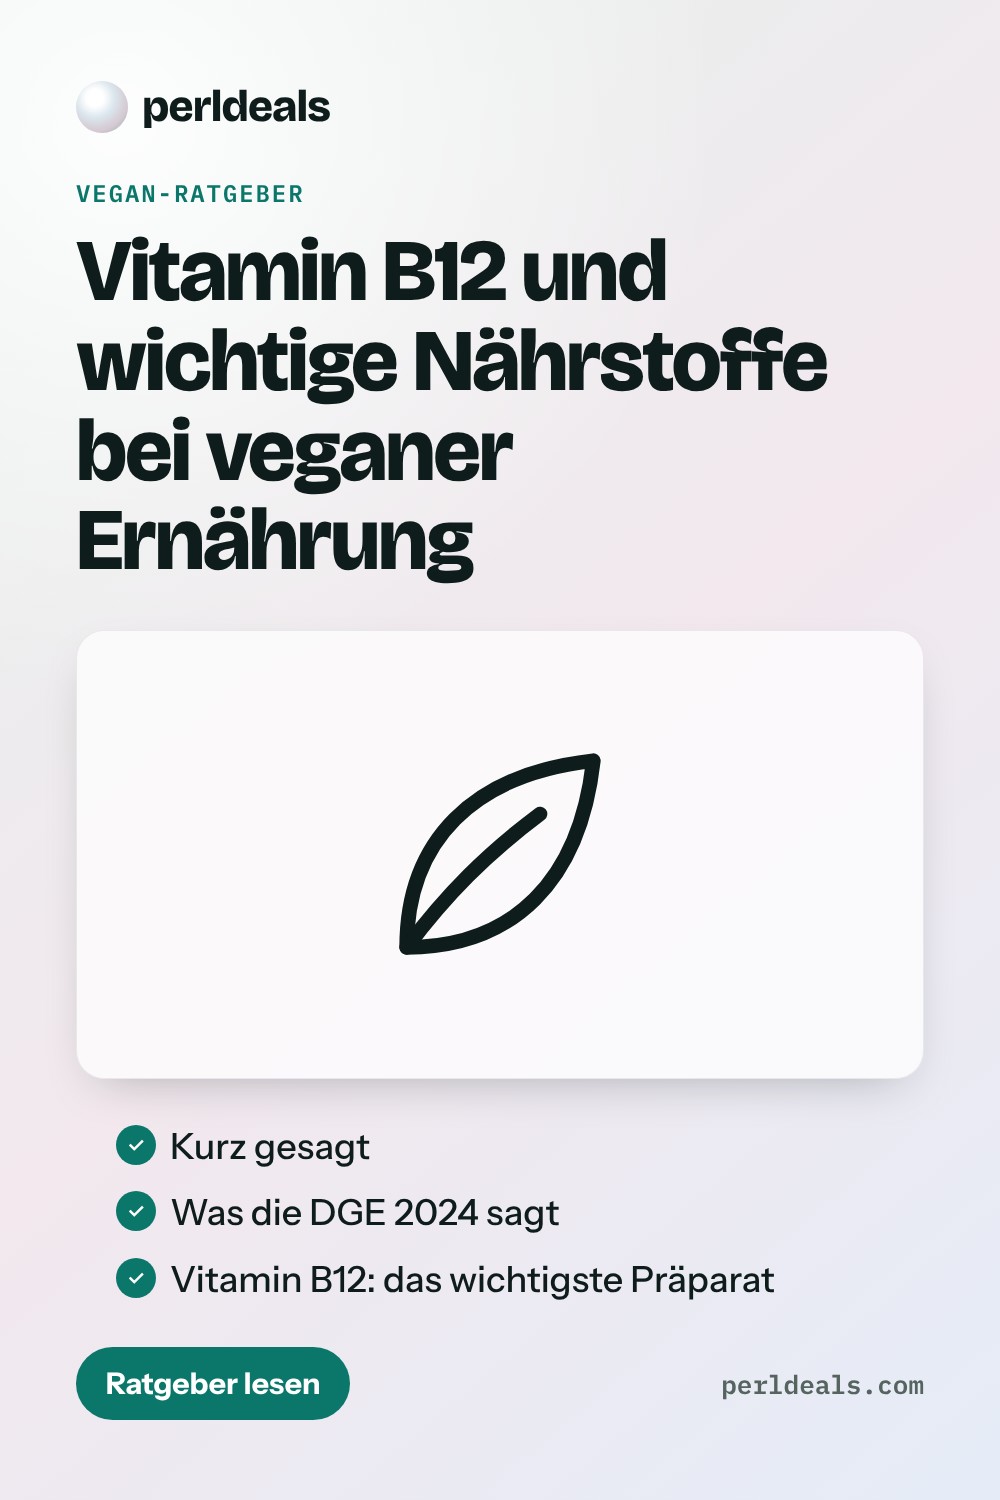 perldeals
VEGAN-RATGEBER
Vitamin B12 und
wichtige Nährstoffe
bei veganer
Ernährung
Kurz gesagt
Was die DGE 2024 sagt
Vitamin B12: das wichtigste Präparat
Ratgeber lesen
perldeals.com